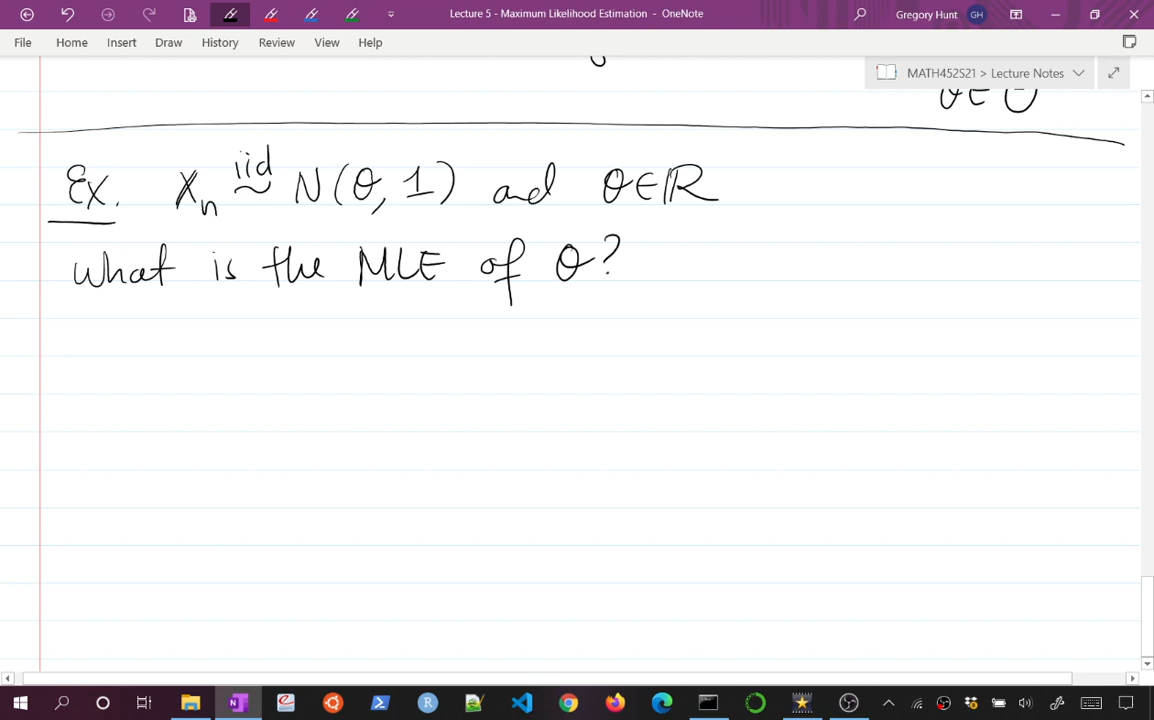 Lecture 5 - Maximum Likelihood Estimation - OneNote
Gregory Hunt GH
File Home Insert Draw History Review View Help
MATH452S21 > Lecture Notes
θ∈Θ
Ex. Xₙ iid ~ N(θ, 1) and θ∈ℝ
What is the MLE of θ?